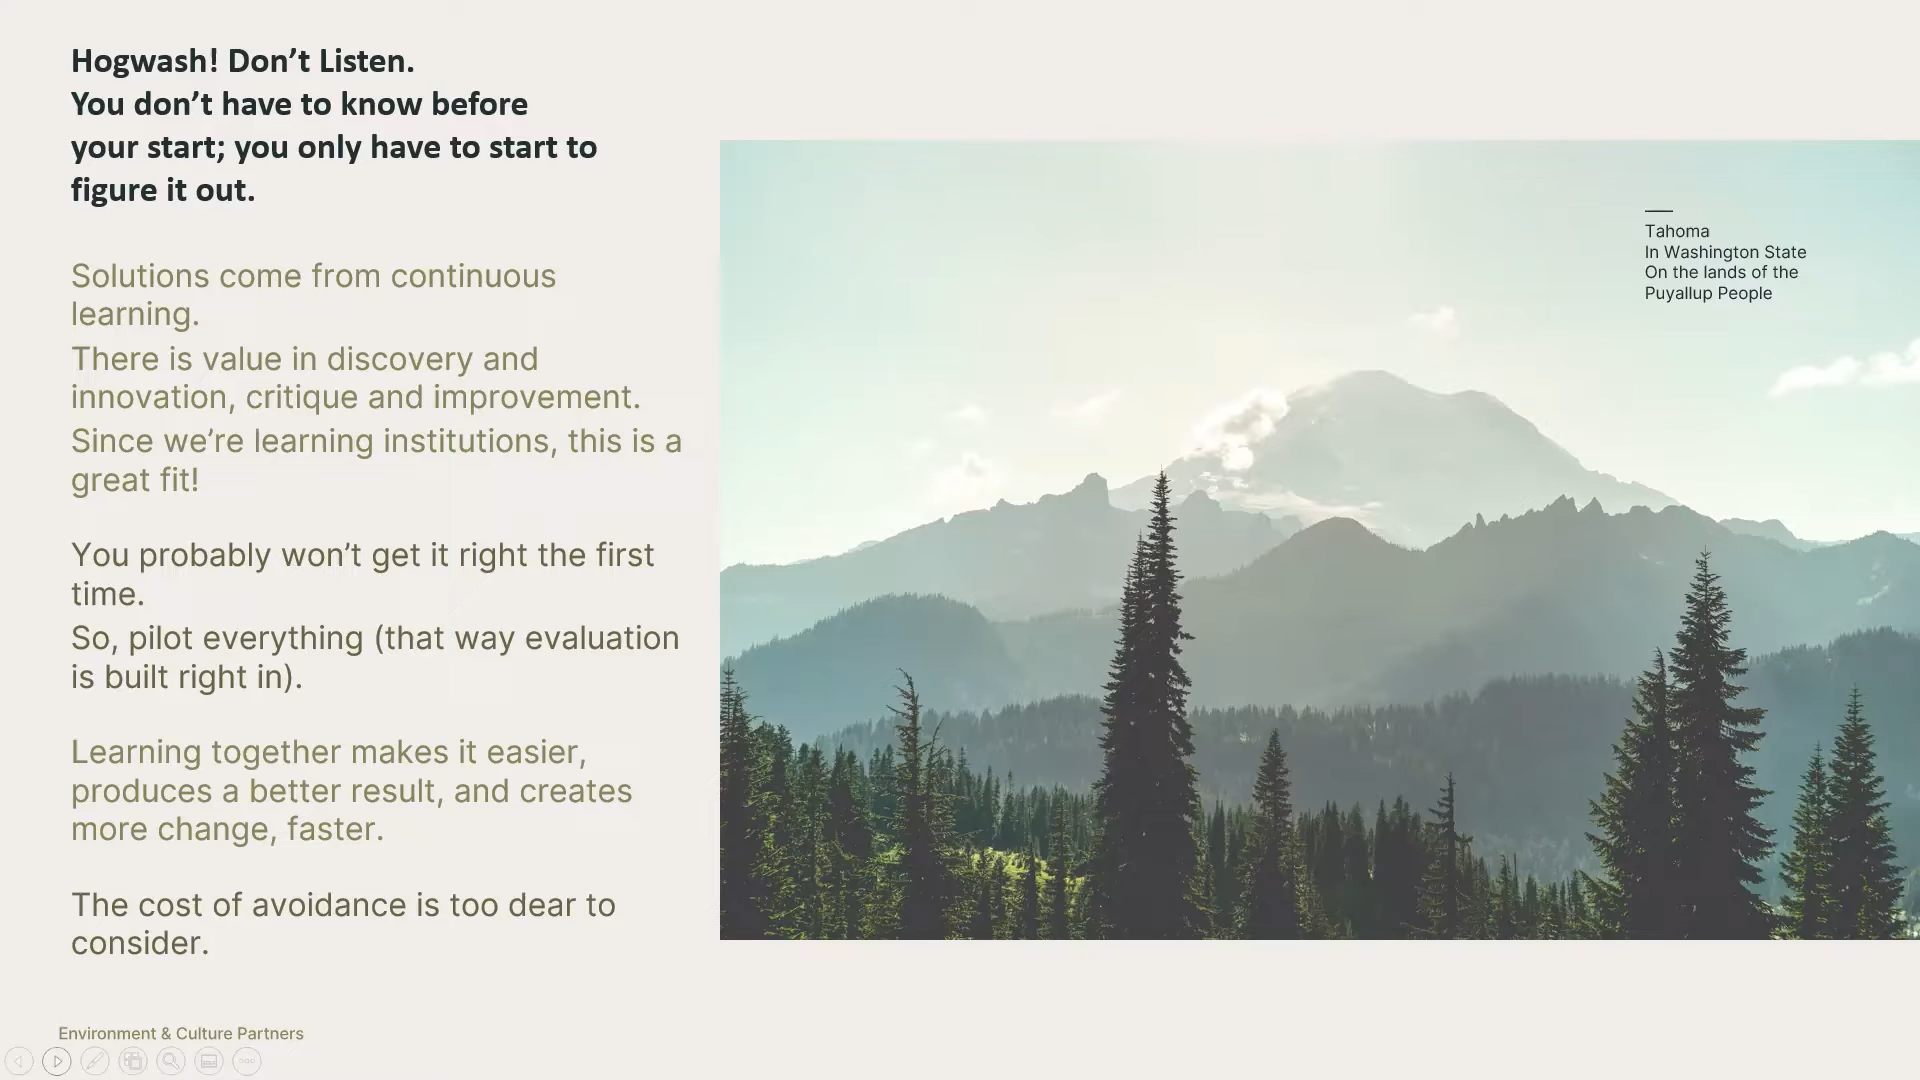 Hogwash! Don’t Listen.
You don’t have to know before
your start; you only have to start to
figure it out.
Solutions come from continuous
learning.
There is value in discovery and
innovation, critique and improvement.
Since we’re learning institutions, this is a
great fit!
You probably won’t get it right the first
time.
So, pilot everything (that way evaluation
is built right in).
Learning together makes it easier,
produces a better result, and creates
more change, faster.
The cost of avoidance is too dear to
consider.
Tahoma
In Washington State
On the lands of the
Puyallup People
Environment & Culture Partners